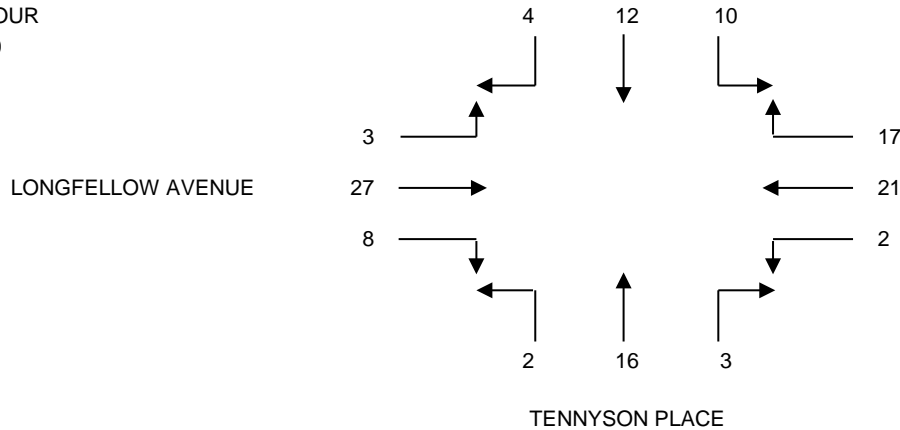 OUR
4 12 10
)
3 17
LONGFELLOW AVENUE 27 21
8 2
2 16 3
TENNYSON PLACE